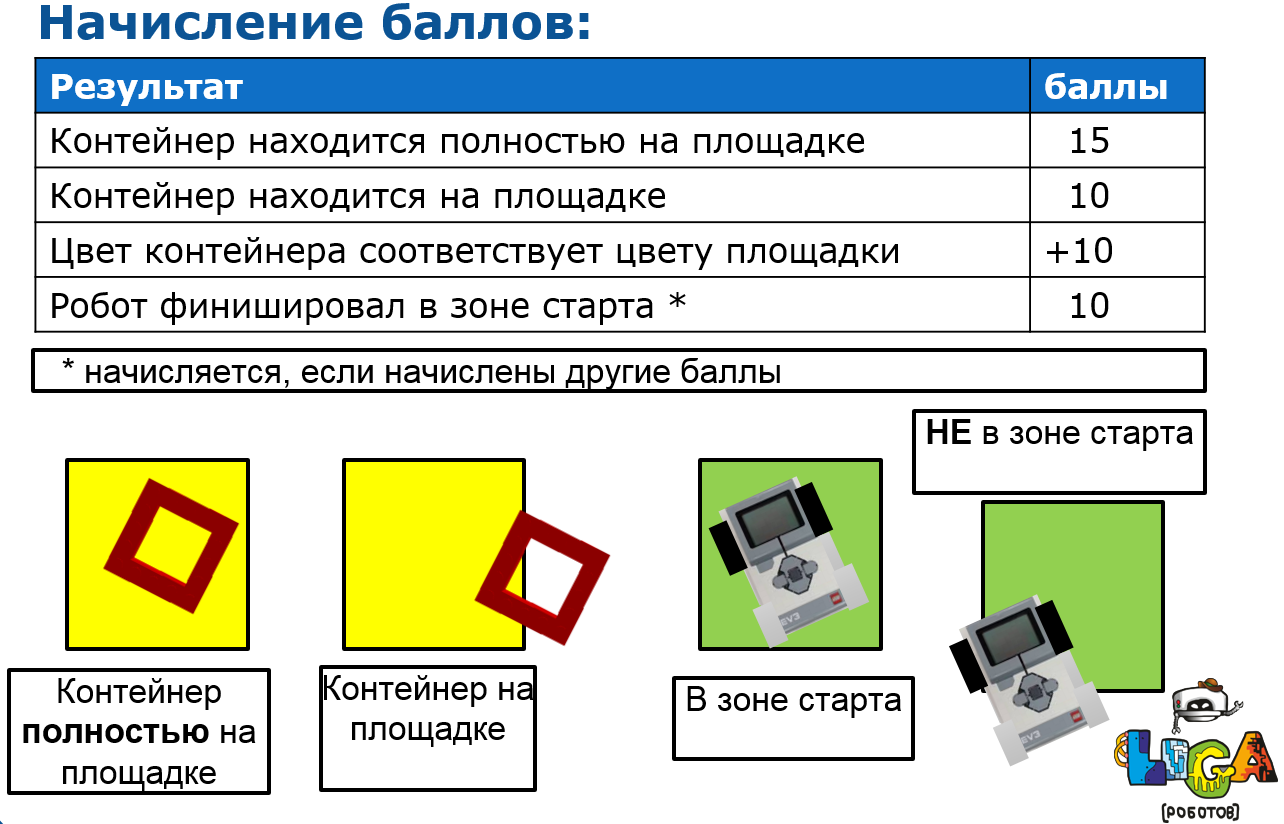 Начисление баллов:
Результат баллы
Контейнер находится полностью на площадке 15
Контейнер находится на площадке 10
Цвет контейнера соответствует цвету площадки +10
Робот финишировал в зоне старта * 10
* начисляется, если начислены другие баллы
НЕ в зоне старта
EV3
EV3
Контейнер
полностью на
площадке
Контейнер на
площадке
В зоне старта
LIGA
[РОБОТОВ]